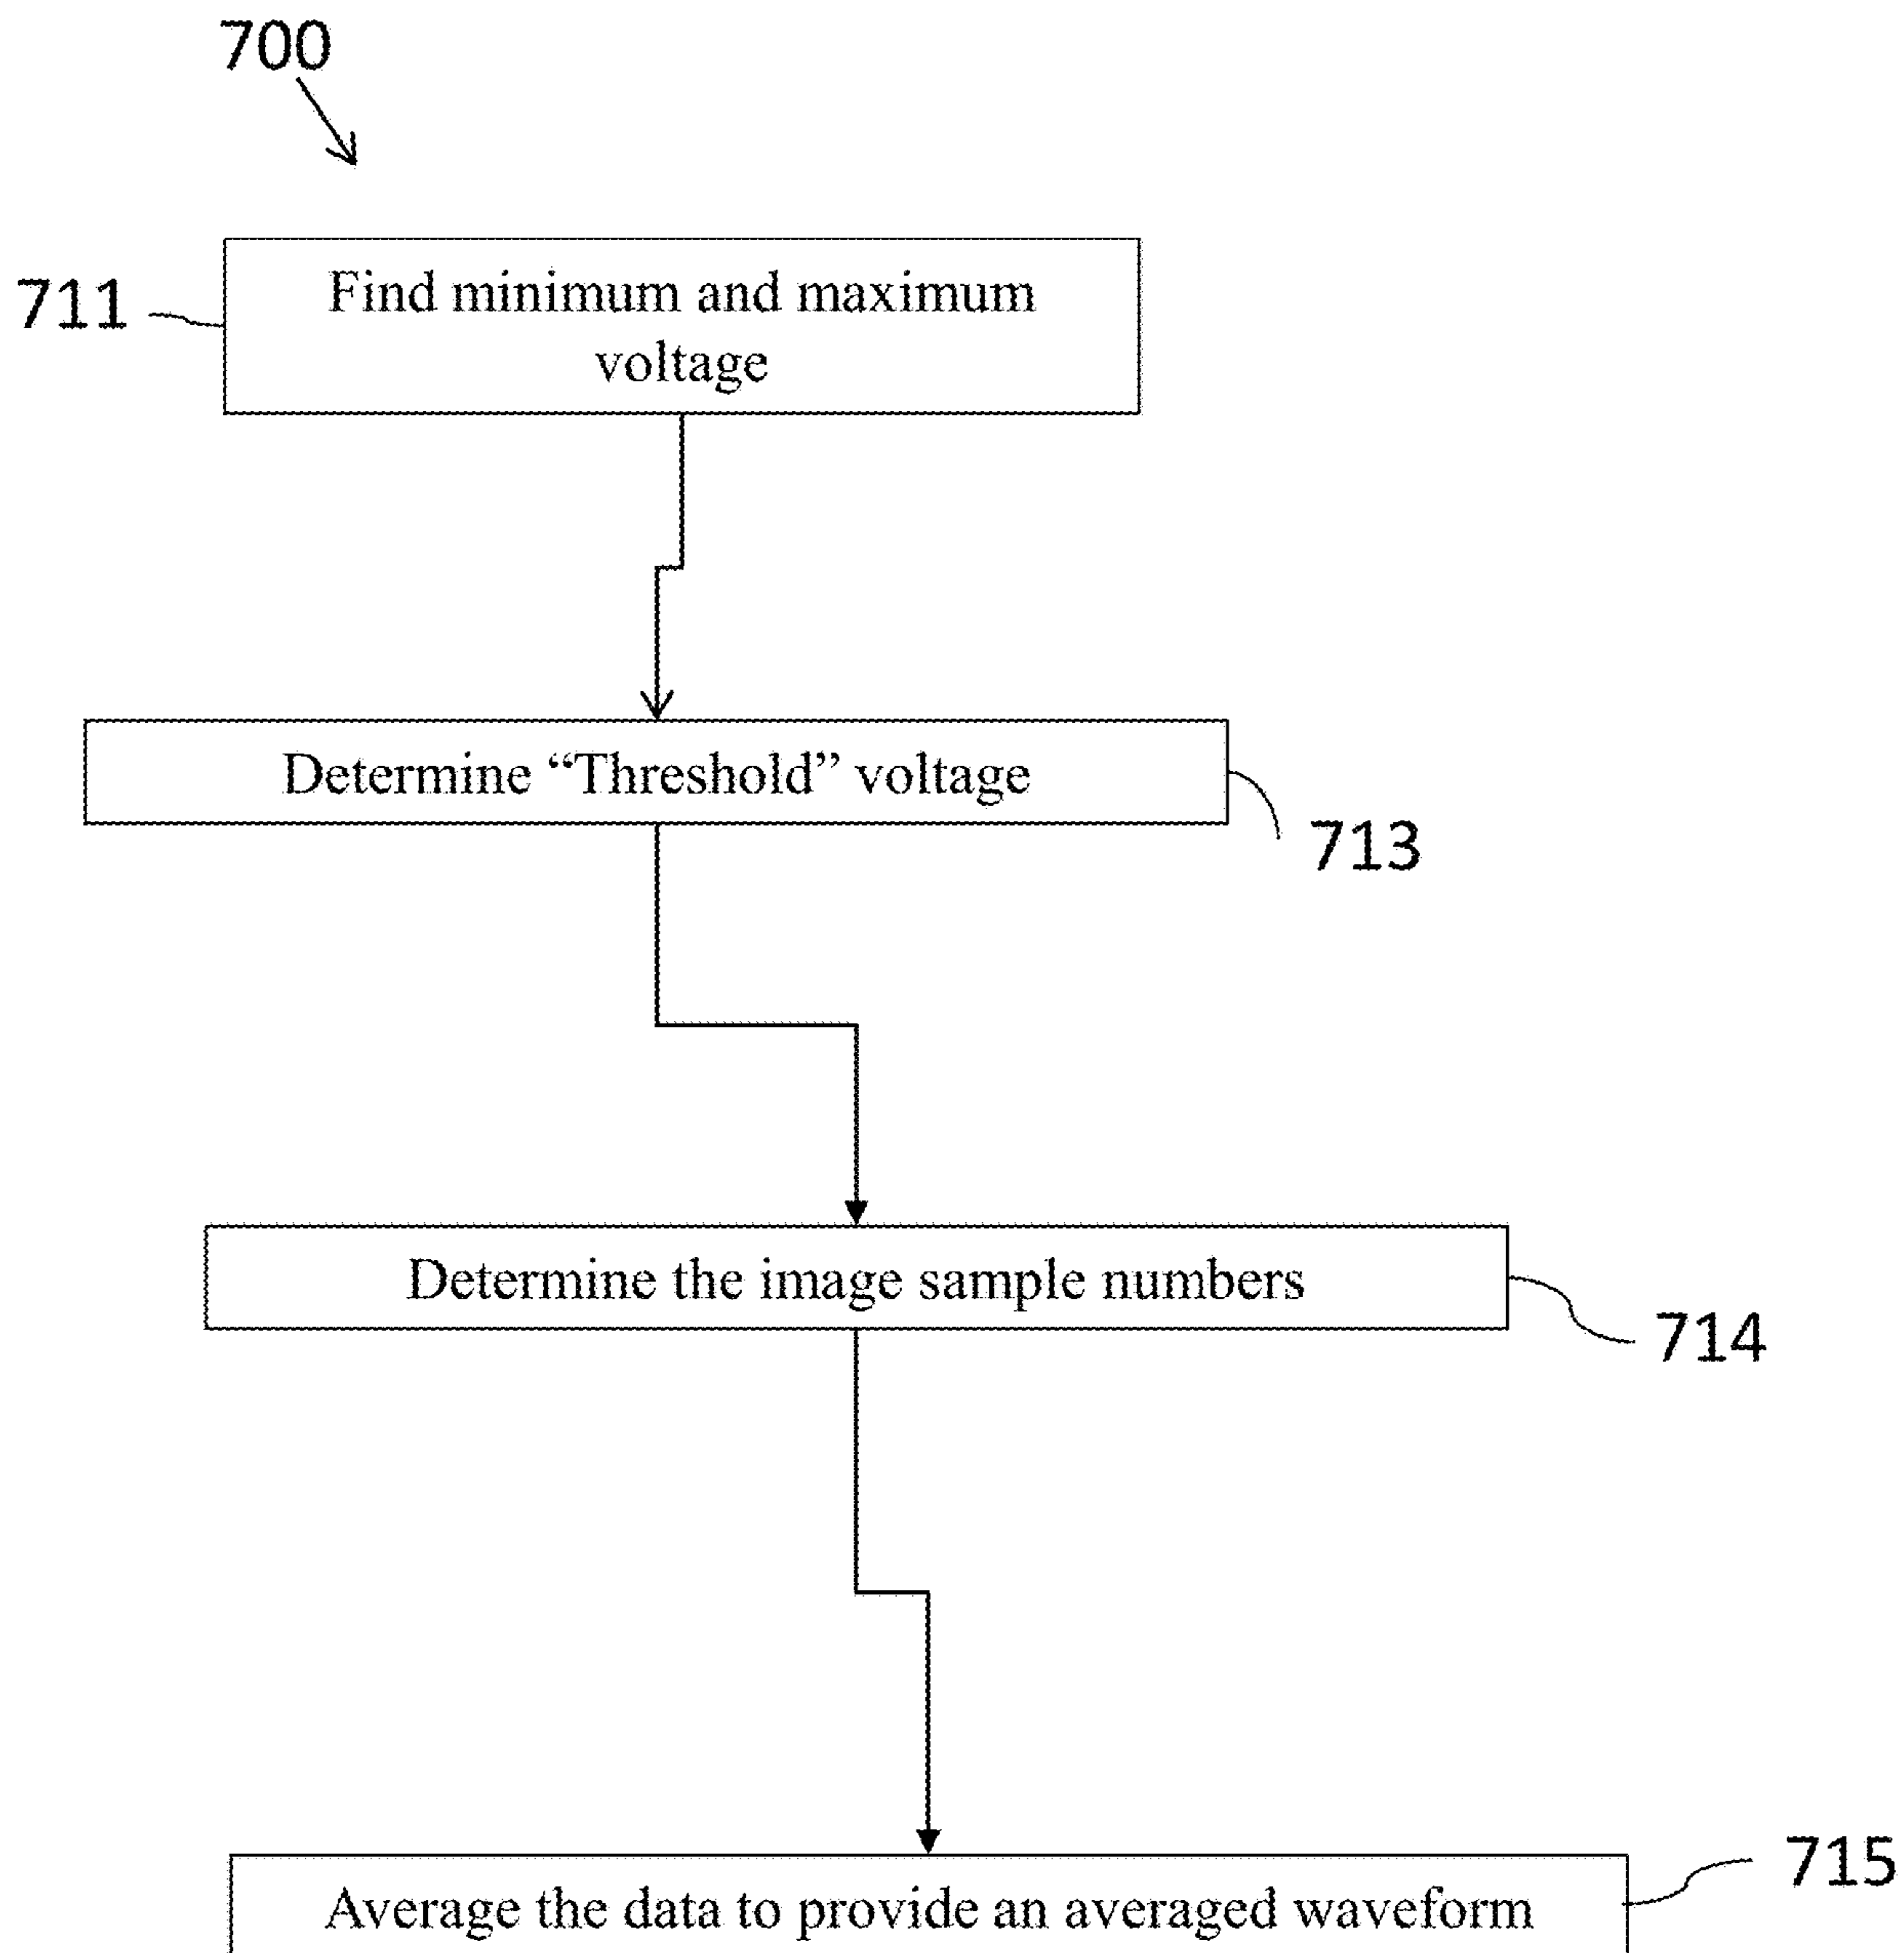 700
711
Find minimum and maximum
voltage
Determine “Threshold” voltage
713
Determine the image sample numbers
714
715
Average the data to provide an averaged waveform